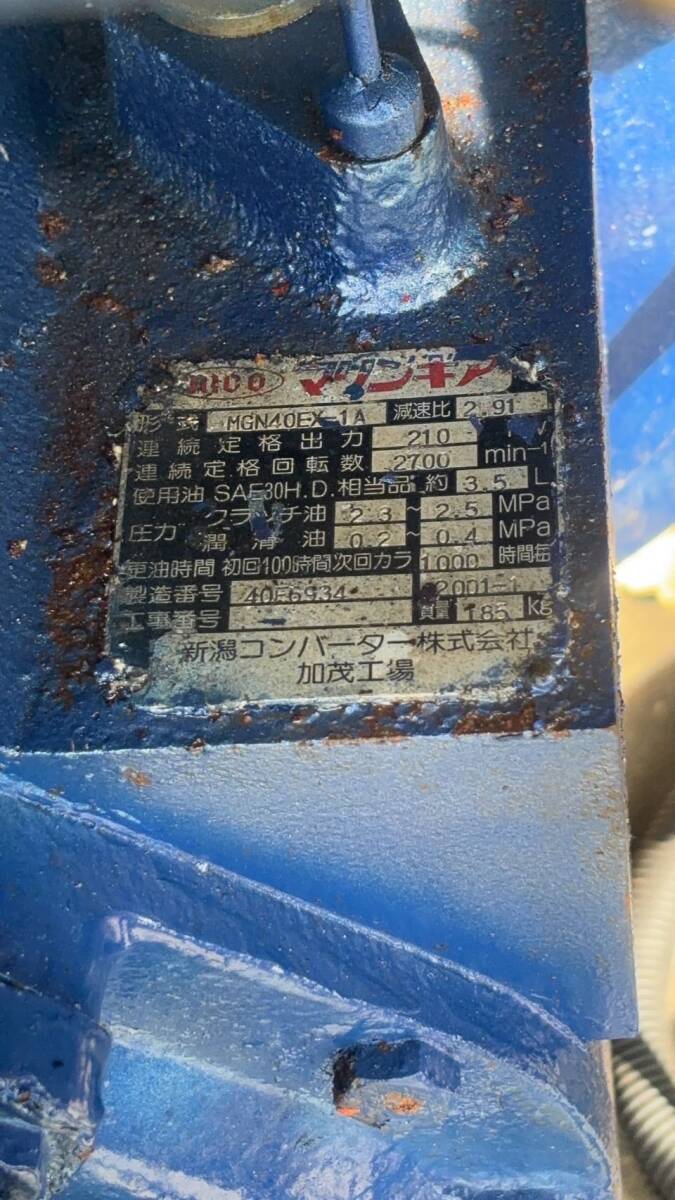 NICO マリンギア
形式 MGN40EX-1A 減速比 2.91
連続定格出力 210 kW
連続定格回転数 2700 min-1
使用油 SAE30H.D.相当品 約 3.5 L
圧力 クラッチ油 2.3 ~ 2.5 MPa
潤滑油 0.2 ~ 0.4 MPa
更油時間 初回100時間次回カラ 1000 時間毎
製造番号 2001-1
工事番号 質量 185 kg
新潟コンバーター株式会社
加茂工場